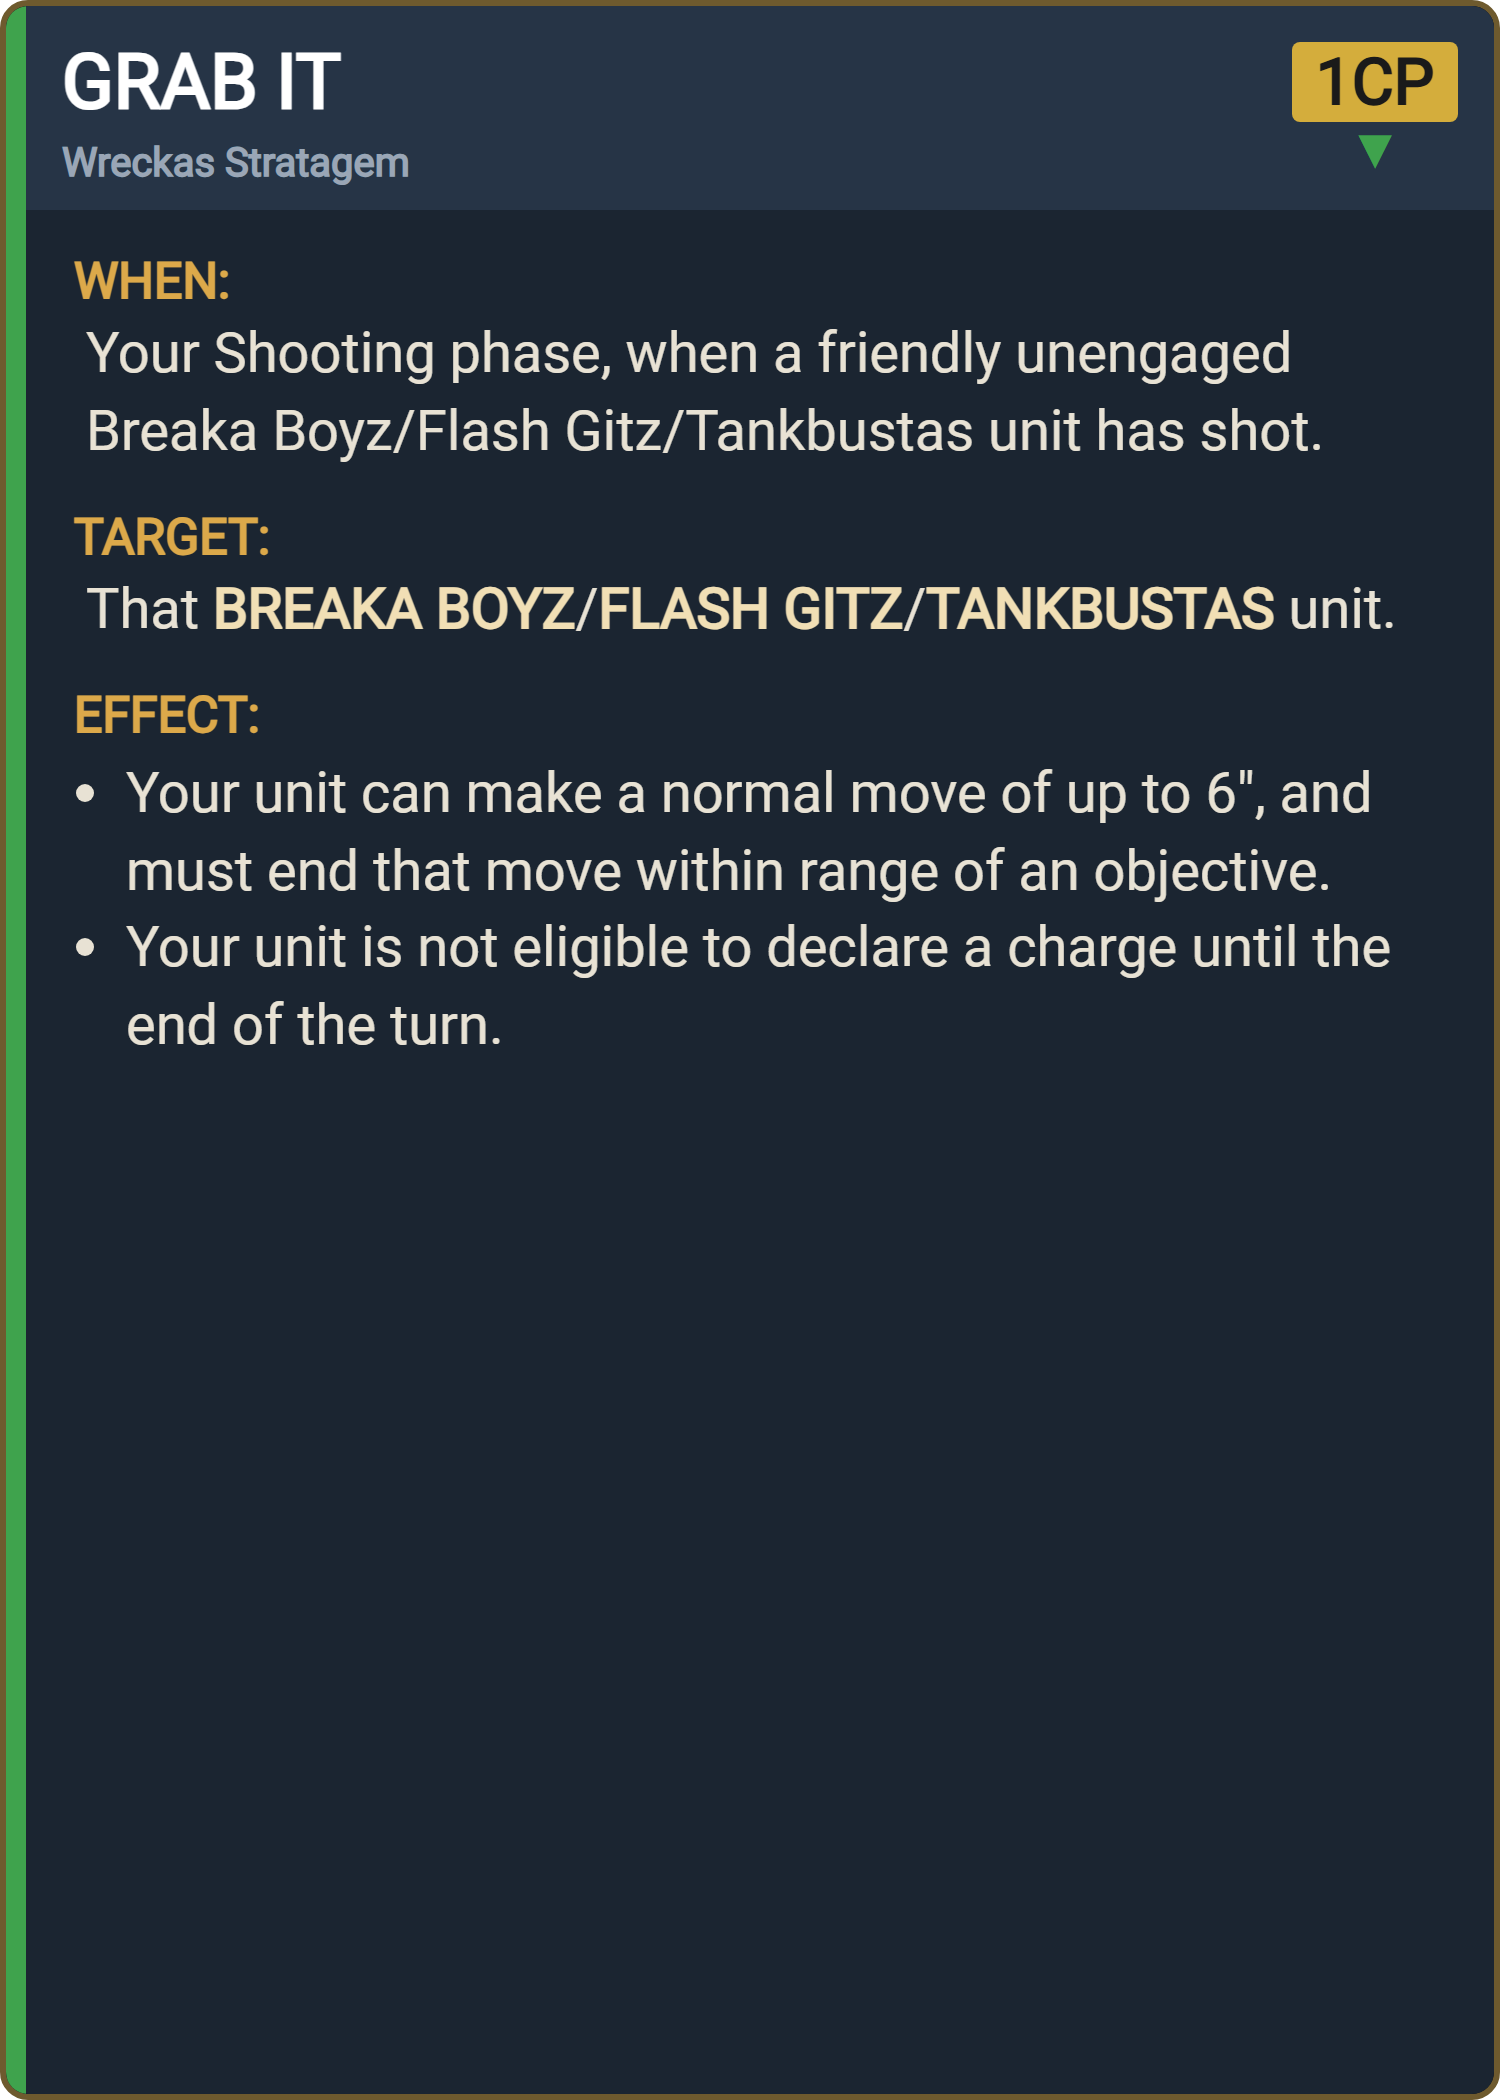 GRAB IT
1CP
Wreckas Stratagem
WHEN:
Your Shooting phase, when a friendly unengaged
Breaka Boyz/Flash Gitz/Tankbustas unit has shot.
TARGET:
That BREAKA BOYZ/FLASH GITZ/TANKBUSTAS unit.
EFFECT:
• Your unit can make a normal move of up to 6", and
must end that move within range of an objective.
• Your unit is not eligible to declare a charge until the
end of the turn.